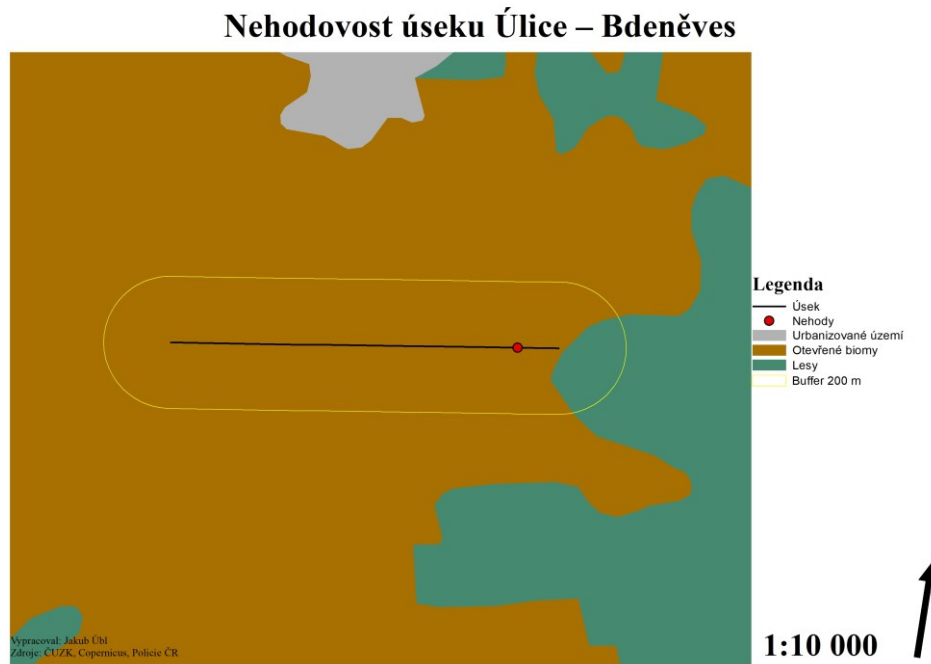 Nehodovost úseku Úlice – Bdeněves
Legenda
Úsek
Nehody
Urbanizované území
Otevřené biomy
Lesy
Buffer 200 m
Vypracoval: Jakub Übl
Zdroje: ČUZK, Copernicus, Policie ČR
1:10 000